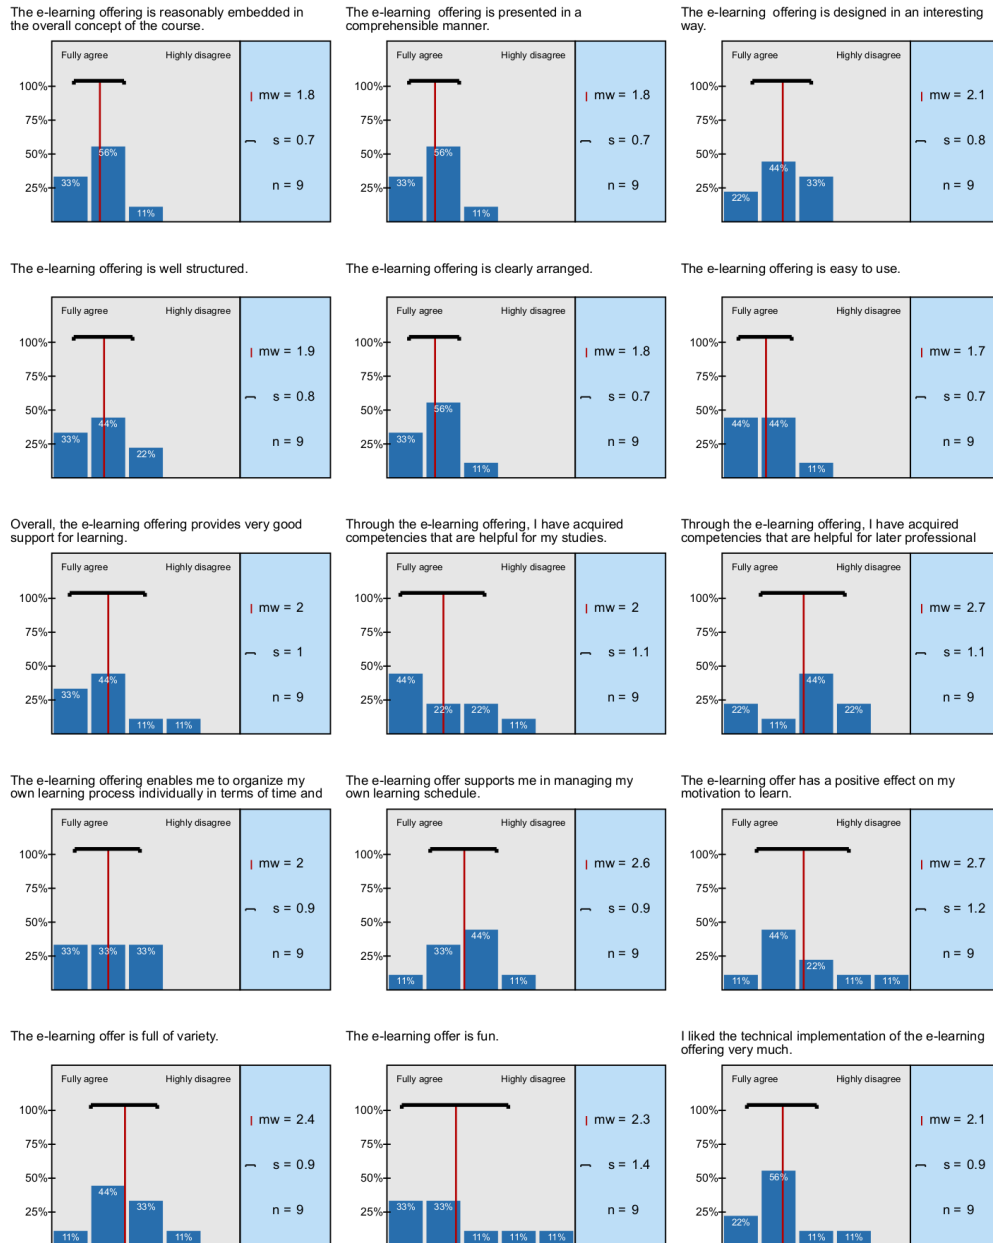 The e-learning offering is reasonably embedded in
the overall concept of the course.
Fully agree Highly disagree
100%
75%
50%
25%
33%
56%
11%
mw = 1.8
s = 0.7
n = 9
The e-learning offering is presented in a
comprehensible manner.
Fully agree Highly disagree
100%
75%
50%
25%
33%
56%
11%
mw = 1.8
s = 0.7
n = 9
The e-learning offering is designed in an interesting
way.
Fully agree Highly disagree
100%
75%
50%
25%
22%
44%
33%
mw = 2.1
s = 0.8
n = 9
The e-learning offering is well structured.
Fully agree Highly disagree
100%
75%
50%
25%
33%
44%
22%
mw = 1.9
s = 0.8
n = 9
The e-learning offering is clearly arranged.
Fully agree Highly disagree
100%
75%
50%
25%
33%
56%
11%
mw = 1.8
s = 0.7
n = 9
The e-learning offering is easy to use.
Fully agree Highly disagree
100%
75%
50%
25%
44%
44%
11%
mw = 1.7
s = 0.7
n = 9
Overall, the e-learning offering provides very good
support for learning.
Fully agree Highly disagree
100%
75%
50%
25%
33%
44%
11%
11%
mw = 2
s = 1
n = 9
Through the e-learning offering, I have acquired
competencies that are helpful for my studies.
Fully agree Highly disagree
100%
75%
50%
25%
44%
22%
22%
11%
mw = 2
s = 1.1
n = 9
Through the e-learning offering, I have acquired
competencies that are helpful for later professional
Fully agree Highly disagree
100%
75%
50%
25%
22%
11%
44%
22%
mw = 2.7
s = 1.1
n = 9
The e-learning offering enables me to organize my
own learning process individually in terms of time and
Fully agree Highly disagree
100%
75%
50%
25%
33%
33%
33%
mw = 2
s = 0.9
n = 9
The e-learning offer supports me in managing my
own learning schedule.
Fully agree Highly disagree
100%
75%
50%
25%
11%
33%
44%
11%
mw = 2.6
s = 0.9
n = 9
The e-learning offer has a positive effect on my
motivation to learn.
Fully agree Highly disagree
100%
75%
50%
25%
11%
44%
22%
11%
11%
mw = 2.7
s = 1.2
n = 9
The e-learning offer is full of variety.
Fully agree Highly disagree
100%
75%
50%
25%
11%
44%
33%
11%
mw = 2.4
s = 0.9
n = 9
The e-learning offer is fun.
Fully agree Highly disagree
100%
75%
50%
25%
33%
33%
11%
11%
11%
mw = 2.3
s = 1.4
n = 9
I liked the technical implementation of the e-learning
offering very much.
Fully agree Highly disagree
100%
75%
50%
25%
22%
56%
11%
11%
mw = 2.1
s = 0.9
n = 9